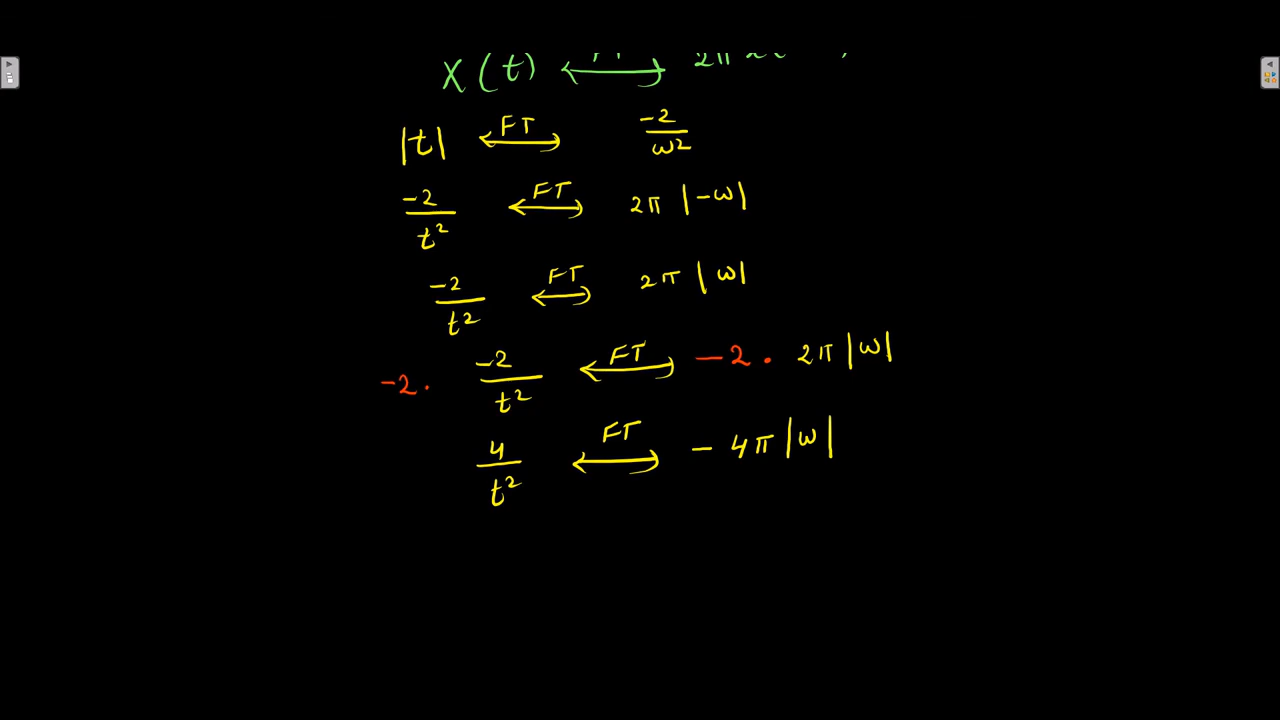 X(t) ⟷ 2π
|t| FT ⟷ -2/ω²
-2/t² FT ⟷ 2π |-ω|
-2/t² FT ⟷ 2π |ω|
-2 · -2/t² FT ⟷ -2 · 2π |ω|
4/t² FT ⟷ - 4π |ω|